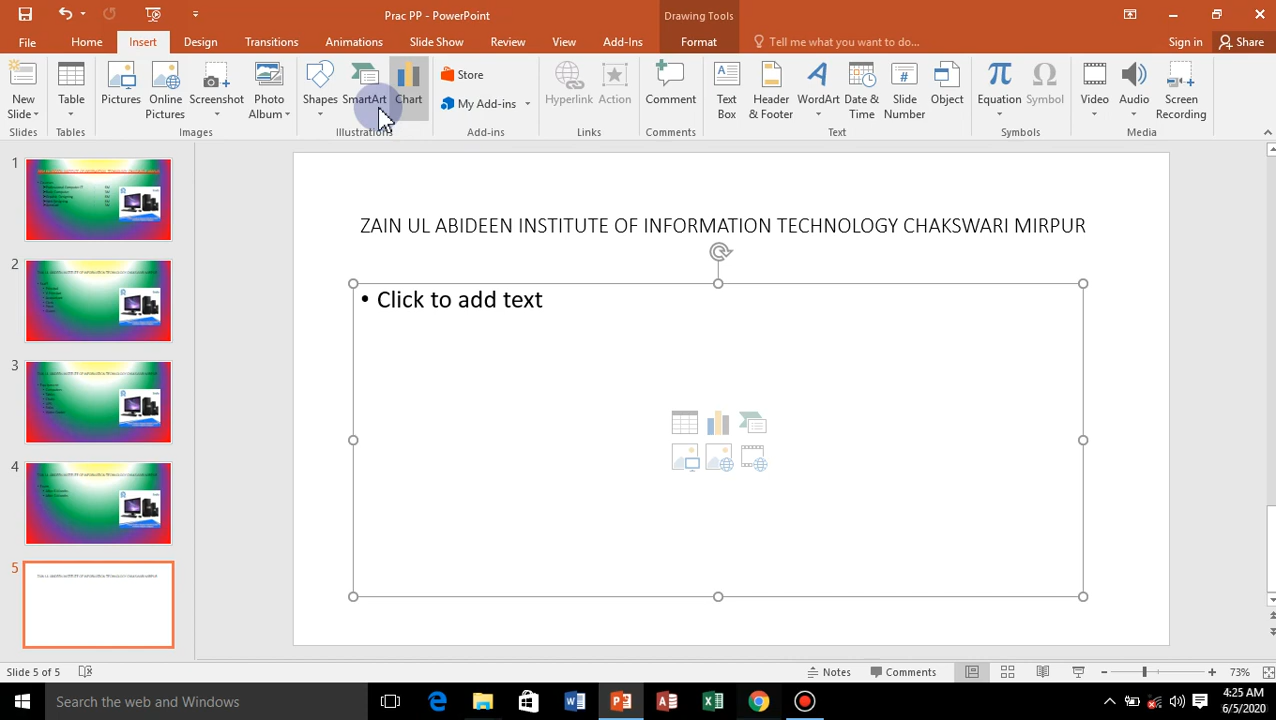 Prac PP - PowerPoint
Drawing Tools
File Home Insert Design Transitions Animations Slide Show Review View Add-Ins Format Tell me what you want to do... Sign in Share
New Slide
Table
Pictures
Online Pictures
Screenshot
Photo Album
Shapes
SmartArt
Chart
Store
My Add-ins
Hyperlink
Action
Comment
Text Box
Header & Footer
WordArt
Date & Time
Slide Number
Object
Equation
Symbol
Video
Audio
Screen Recording
Slides Tables Images Illustrations Add-ins Links Comments Text Symbols Media
1
2
3
4
5
ZAIN UL ABIDEEN INSTITUTE OF INFORMATION TECHNOLOGY CHAKSWARI MIRPUR
• Click to add text
Slide 5 of 5
Notes Comments 73%
Search the web and Windows
4:25 AM
6/5/2020